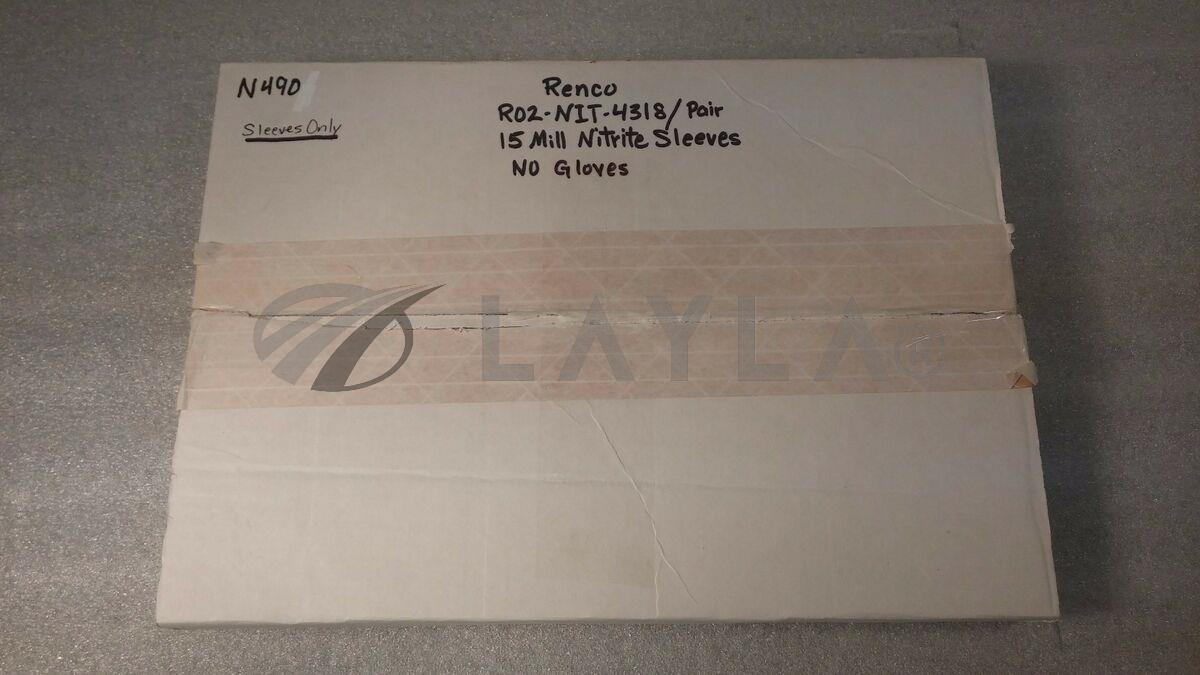 N490
Sleeves Only
Renco
R02-NIT-4318/Pair
15 Mill Nitrite Sleeves
NO Gloves
LAYLA®